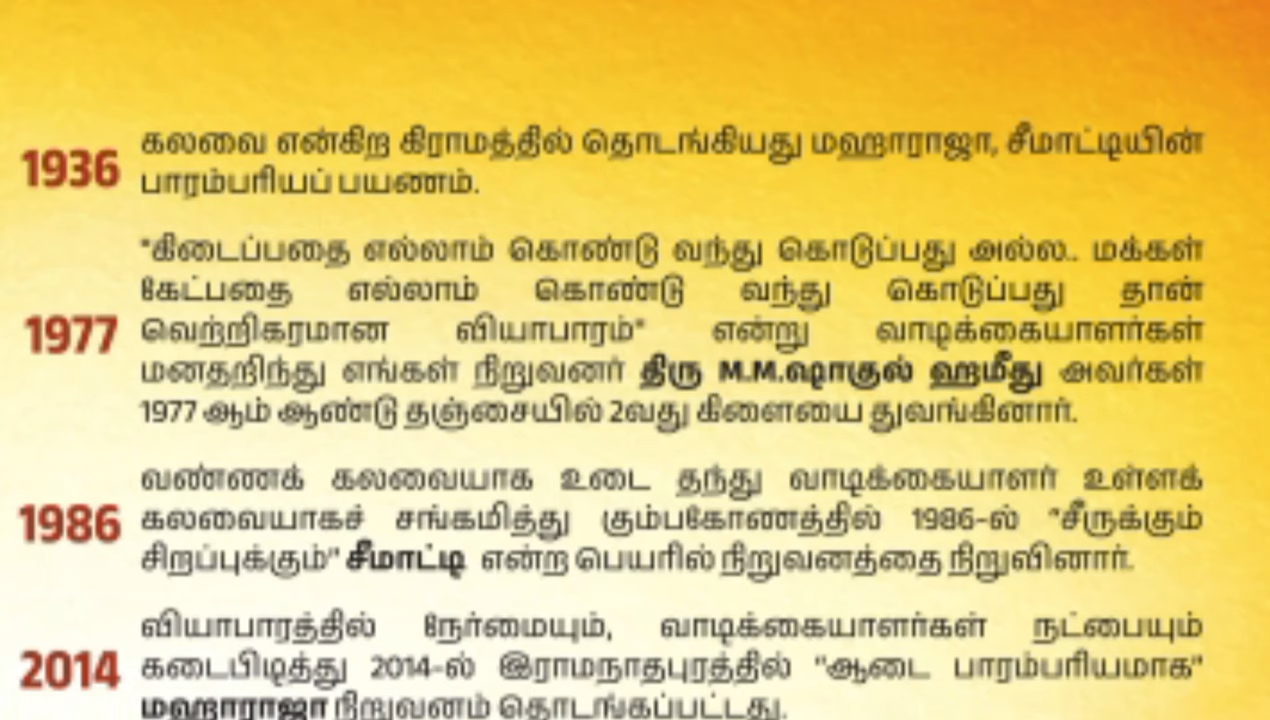 1936 கலவை என்கிற கிராமத்தில் தொடங்கியது மஹாராஜா, சீமாட்டியின்
பாரம்பரியப் பயணம்.
"கிடைப்பதை எல்லாம் கொண்டு வந்து கொடுப்பது அல்ல.. மக்கள்
கேட்பதை எல்லாம் கொண்டு வந்து கொடுப்பது தான்
1977 வெற்றிகரமான வியாபாரம்" என்று வாடிக்கையாளர்கள்
மனதறிந்து எங்கள் நிறுவனர் திரு M.M.ஷாகுல் ஹமீது அவர்கள்
1977 ஆம் ஆண்டு தஞ்சையில் 2வது கிளையை துவங்கினார்.
வண்ணக் கலவையாக உடை தந்து வாடிக்கையாளர் உள்ளக்
1986 கலவையாகச் சங்கமித்து கும்பகோணத்தில் 1986-ல் "சீருக்கும்
சிறப்புக்கும்" சீமாட்டி என்ற பெயரில் நிறுவனத்தை நிறுவினார்.
வியாபாரத்தில் நேர்மையும், வாடிக்கையாளர்கள் நட்பையும்
2014 கடைபிடித்து 2014-ல் இராமநாதபுரத்தில் "ஆடை பாரம்பரியமாக"
மஹாராஜா நிறுவனம் தொடங்கப்பட்டது.